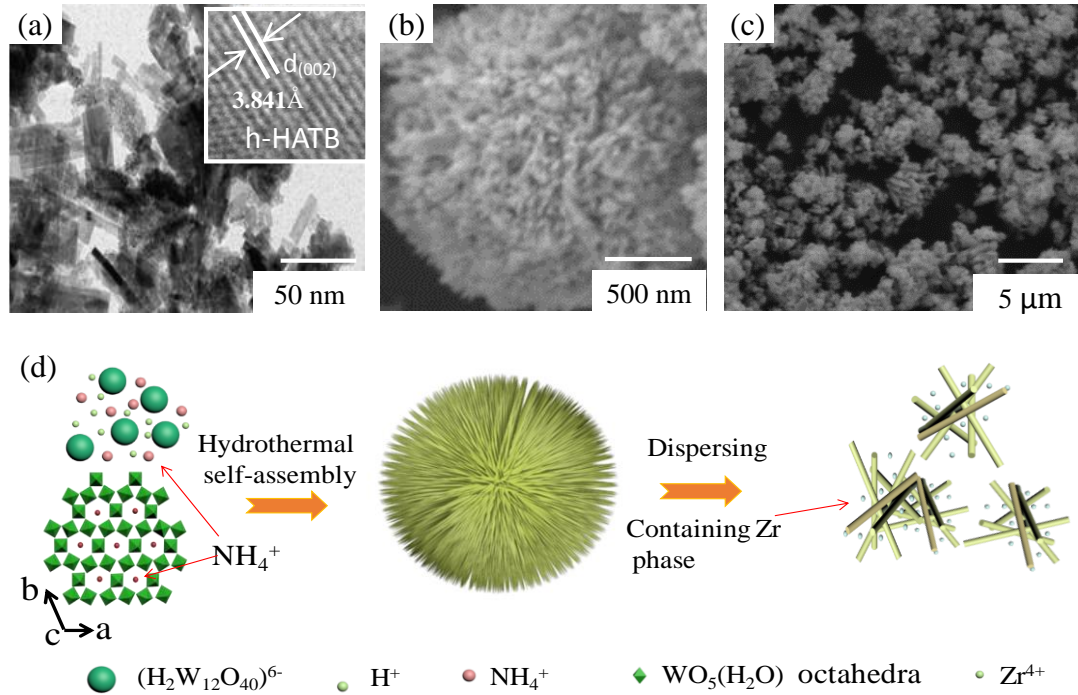 (a)
d(002)
3.841Å
h-HATB
50 nm
(b)
500 nm
(c)
5 μm
(d)
Hydrothermal
self-assembly
NH₄⁺
b
c
a
Dispersing
Containing Zr
phase
(H₂W₁₂O₄₀)⁶⁻
H⁺
NH₄⁺
WO₅(H₂O) octahedra
Zr⁴⁺